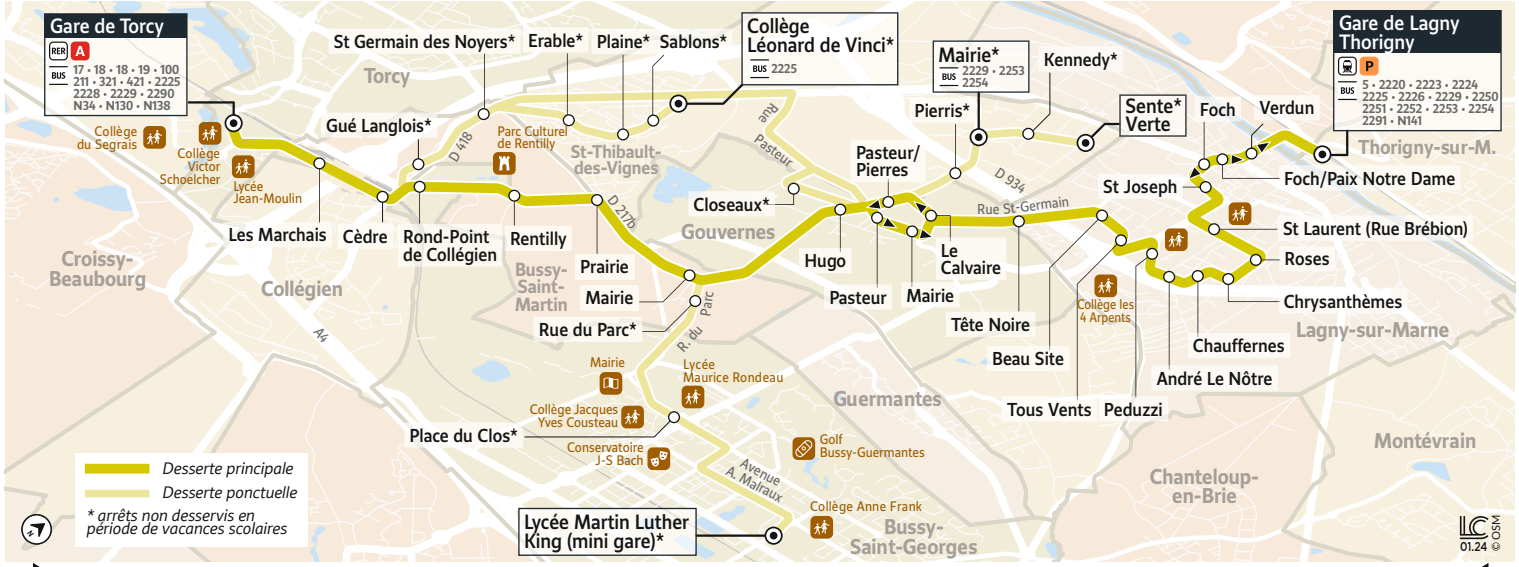 Gare de Torcy
RER A
BUS 17 • 18 • 18 • 19 • 100
211 • 321 • 421 • 2225
2228 • 2229 • 2290
N34 • N130 • N138
Collège
du Segrais
Collège
Victor
Schoelcher
Lycée
Jean-Moulin
Les Marchais
Cèdre
Gué Langlois*
Torcy
St Germain des Noyers*
Erable*
Plaine*
Sablons*
Collège
Léonard de Vinci*
BUS 2225
D 418
Parc Culturel
de Rentilly
St-Thibault-
des-Vignes
Rue
Pasteur
Rond-Point
de Collégien
Rentilly
D 217b
Prairie
Mairie
Rue du Parc*
R. du
Parc
Closeaux*
Gouvernes
Hugo
Pasteur/
Pierres
Pasteur
Mairie
Le
Calvaire
Pierris*
Mairie*
BUS 2229 • 2253
2254
Kennedy*
Sente*
Verte
D 934
Rue St-Germain
Tête Noire
Beau Site
Tous Vents
Peduzzi
Collège les
4 Arpents
André Le Nôtre
Chauffernes
Chrysanthèmes
Roses
St Laurent (Rue Brébion)
St Joseph
Foch
Foch/Paix Notre Dame
Verdun
Gare de Lagny
Thorigny
P
BUS 5 • 2220 • 2223 • 2224
2225 • 2226 • 2229 • 2250
2251 • 2252 • 2253 • 2254
2291 • N141
Thorigny-sur-M.
Lagny-sur-Marne
Montévrain
Chanteloup-
en-Brie
Guermantes
Bussy-
Saint-
Martin
Croissy-
Beaubourg
Collégien
A4
Mairie
Lycée
Maurice Rondeau
Collège Jacques
Yves Cousteau
Place du Clos*
Conservatoire
J-S Bach
Golf
Bussy-Guermantes
Avenue
A. Malraux
Collège Anne Frank
Lycée Martin Luther
King (mini gare)*
Bussy-
Saint-Georges
Desserte principale
Desserte ponctuelle
* arrêts non desservis en
période de vacances scolaires
LC
01.24
© OSM